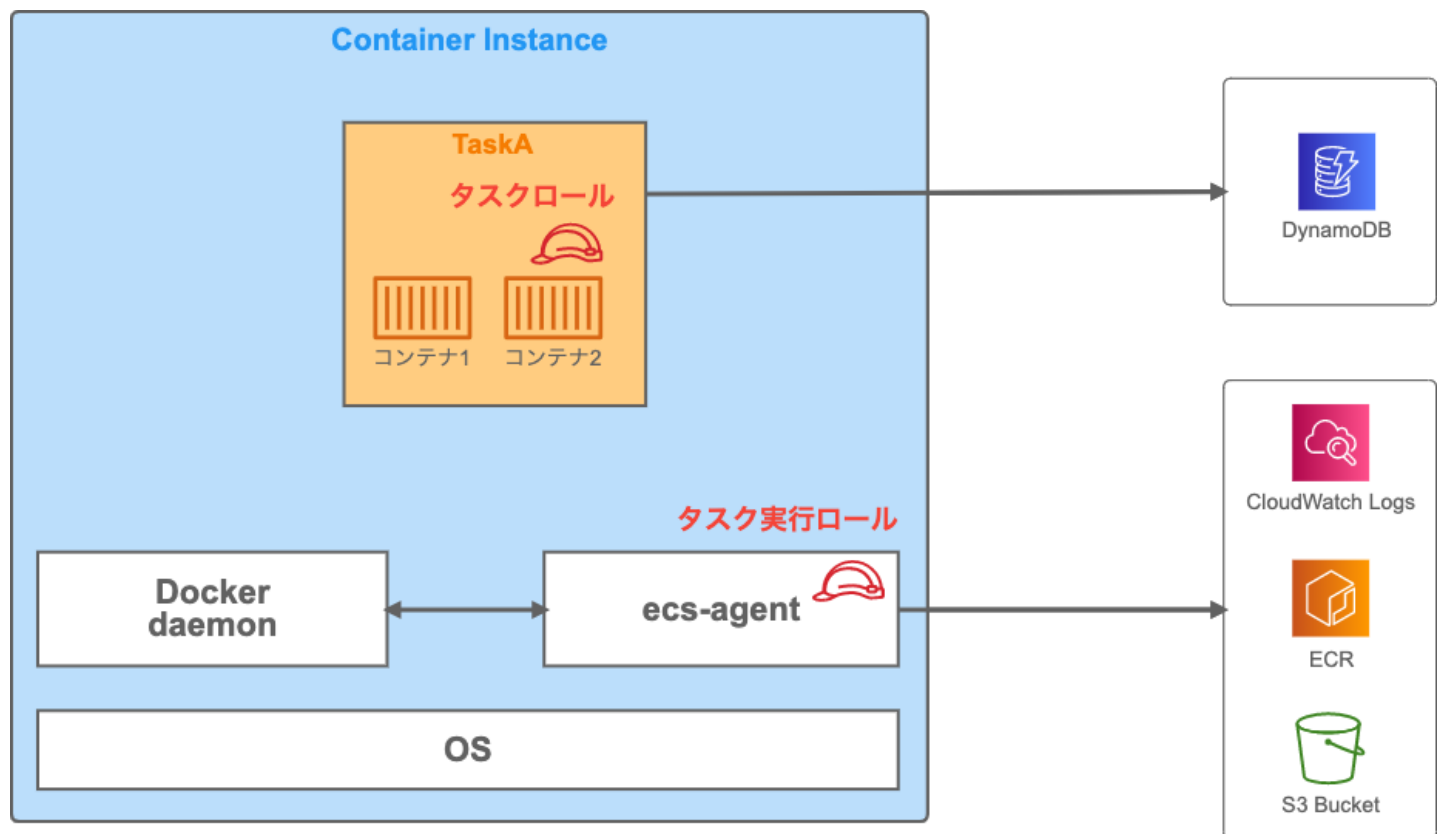 Container Instance
TaskA
タスクロール
コンテナ1
コンテナ2
DynamoDB
タスク実行ロール
Docker
daemon
ecs-agent
OS
CloudWatch Logs
ECR
S3 Bucket